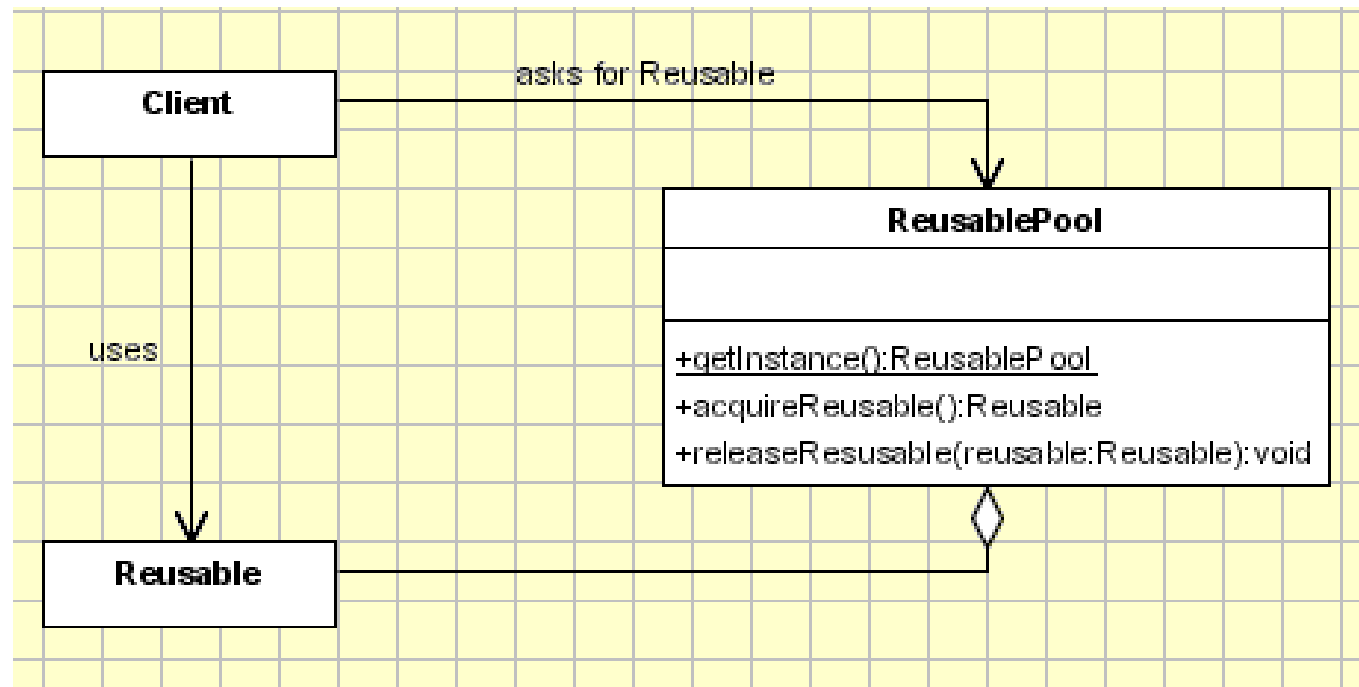 asks for Reusable
Client
ReusablePool
uses
+getInstance():ReusablePool
+acquireReusable():Reusable
+releaseResusable(reusable:Reusable):void
Reusable